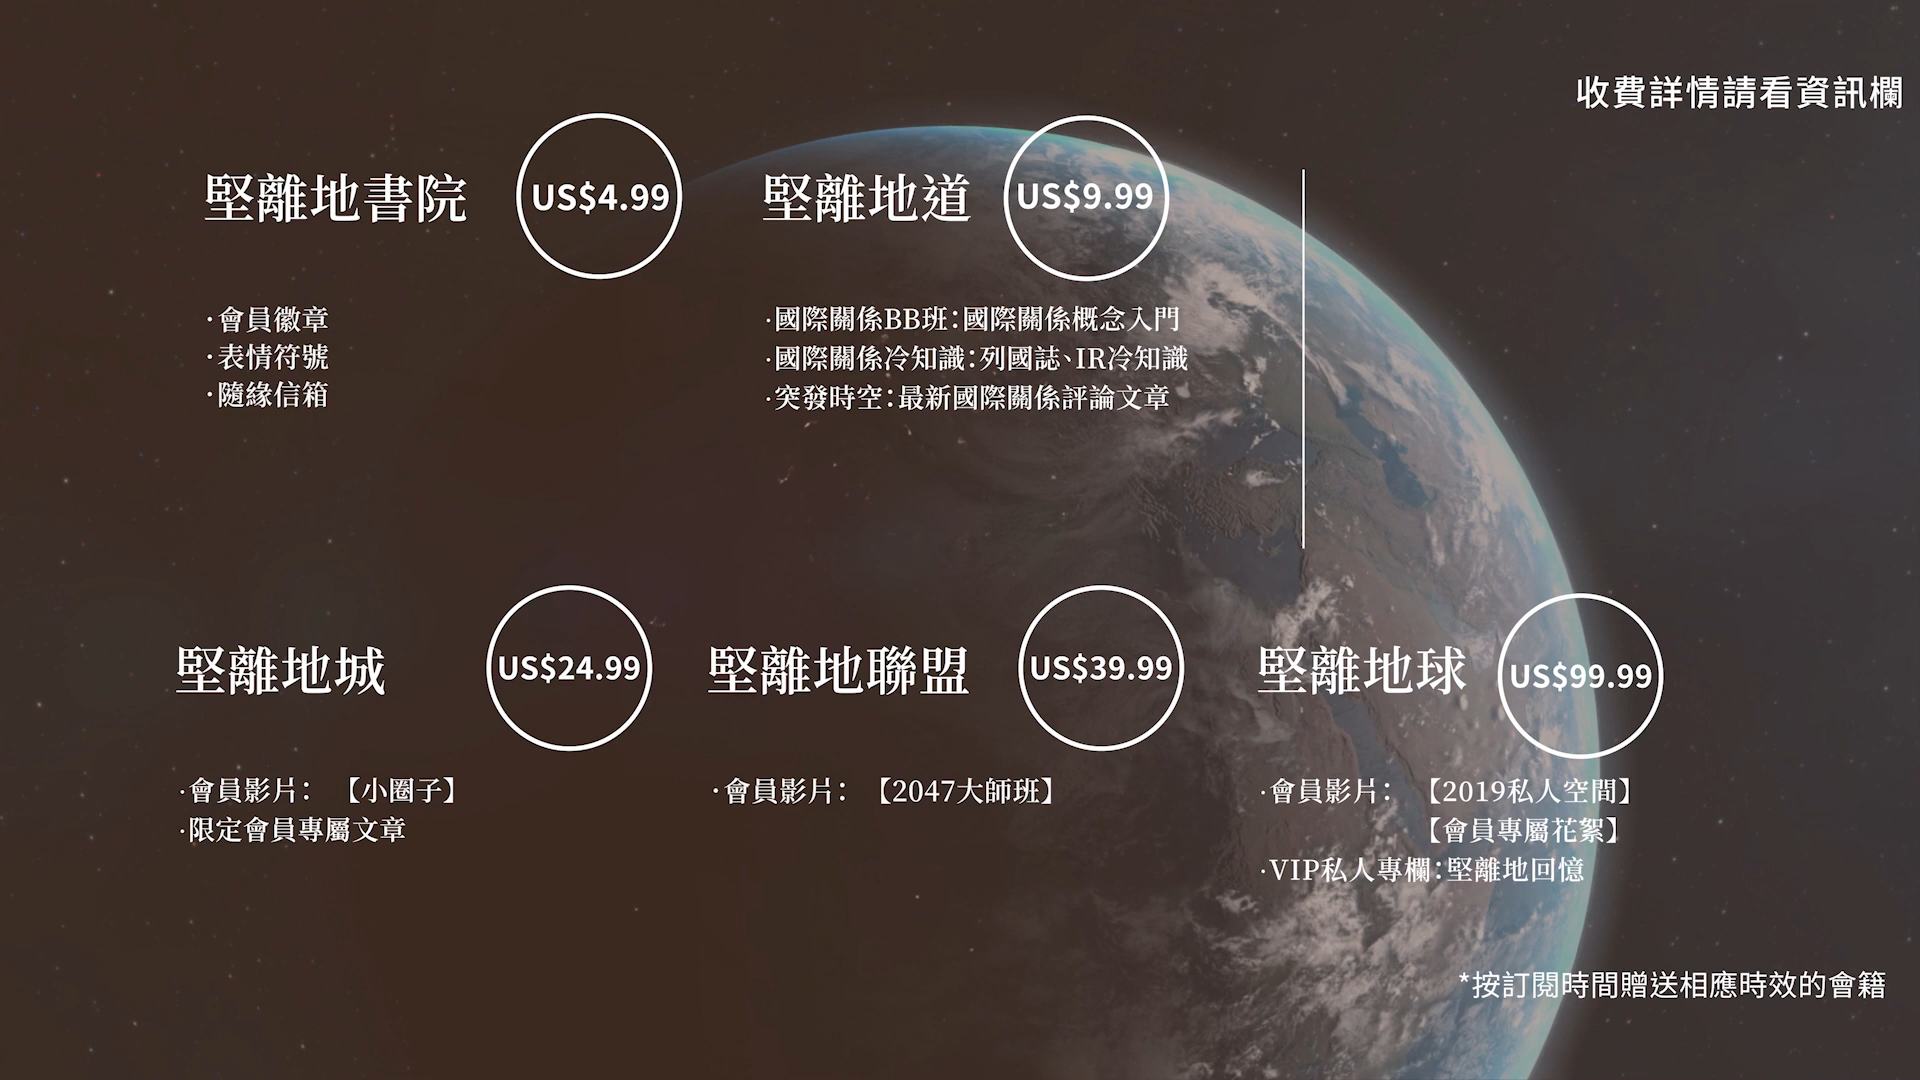 收費詳情請看資訊欄
堅離地書院
US$4.99
·會員徽章
·表情符號
·隨緣信箱
堅離地道
US$9.99
·國際關係BB班：國際關係概念入門
·國際關係冷知識：列國誌、IR冷知識
·突發時空：最新國際關係評論文章
堅離地城
US$24.99
·會員影片：【小圈子】
·限定會員專屬文章
堅離地聯盟
US$39.99
·會員影片：【2047大師班】
堅離地球
US$99.99
·會員影片：【2019私人空間】
【會員專屬花絮】
·VIP私人專欄：堅離地回憶
*按訂閱時間贈送相應時效的會籍